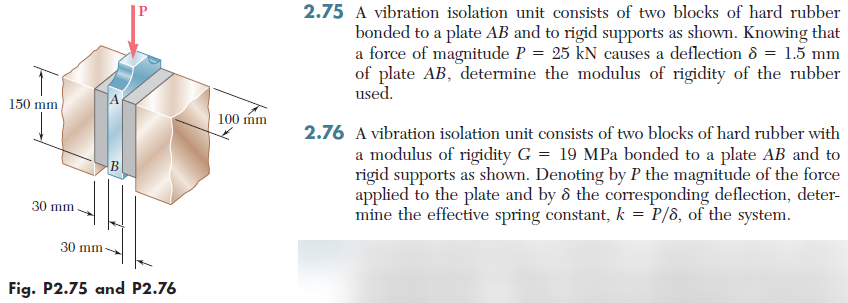 P
A
B
150 mm
100 mm
30 mm
30 mm
Fig. P2.75 and P2.76
2.75 A vibration isolation unit consists of two blocks of hard rubber
bonded to a plate AB and to rigid supports as shown. Knowing that
a force of magnitude P = 25 kN causes a deflection δ = 1.5 mm
of plate AB, determine the modulus of rigidity of the rubber
used.
2.76 A vibration isolation unit consists of two blocks of hard rubber with
a modulus of rigidity G = 19 MPa bonded to a plate AB and to
rigid supports as shown. Denoting by P the magnitude of the force
applied to the plate and by δ the corresponding deflection, deter-
mine the effective spring constant, k = P/δ, of the system.